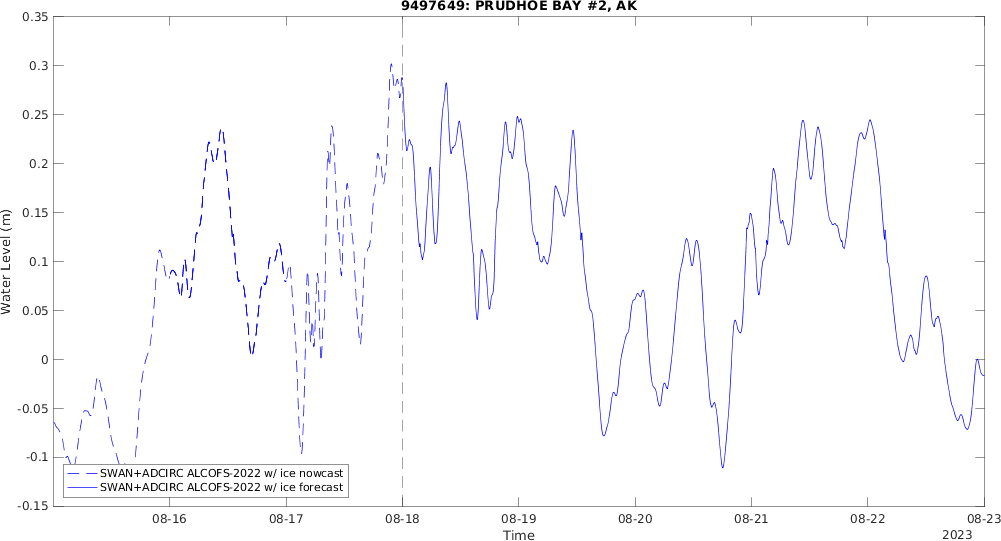 9497649: PRUDHOE BAY #2, AK
0.35
0.3
0.25
0.2
0.15
0.1
0.05
0
-0.05
-0.1
-0.15
Water Level (m)
SWAN+ADCIRC ALCOFS-2022 w/ ice nowcast
SWAN+ADCIRC ALCOFS-2022 w/ ice forecast
08-16 08-17 08-18 08-19 08-20 08-21 08-22 08-23
Time
2023